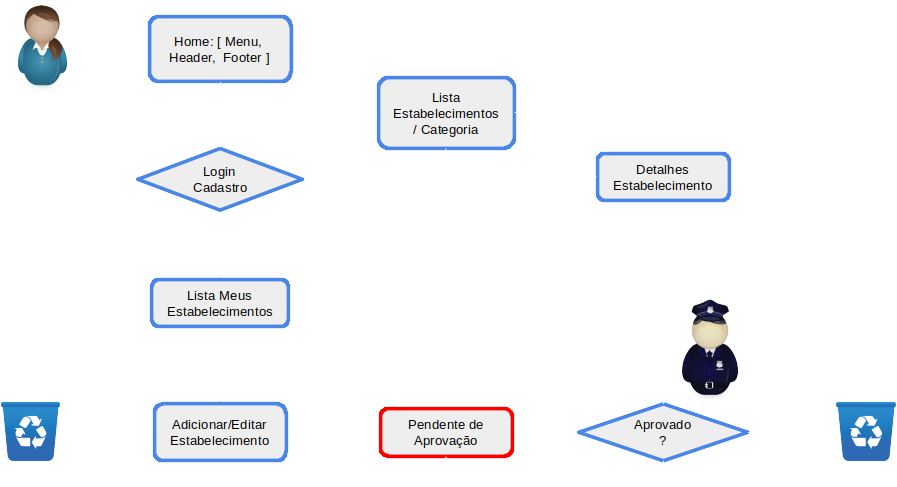 Home: [ Menu,
Header, Footer ]
Lista
Estabelecimentos
/ Categoria
Login
Cadastro
Detalhes
Estabelecimento
Lista Meus
Estabelecimentos
Adicionar/Editar
Estabelecimento
Pendente de
Aprovação
Aprovado
?